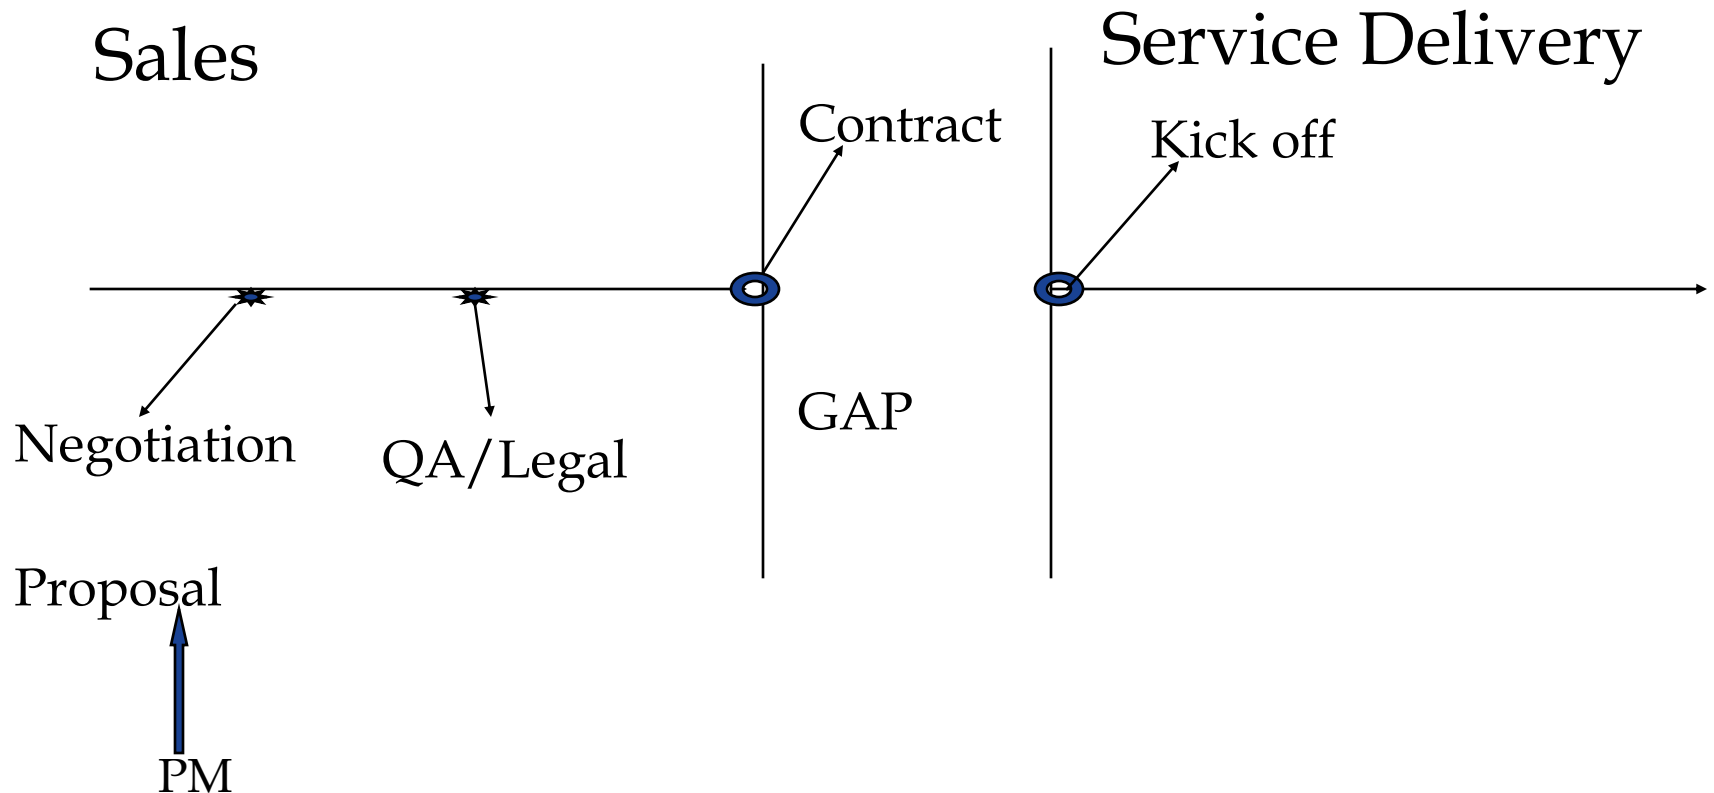 Sales
Service Delivery
Contract
Kick off
GAP
Negotiation
QA/Legal
Proposal
PM